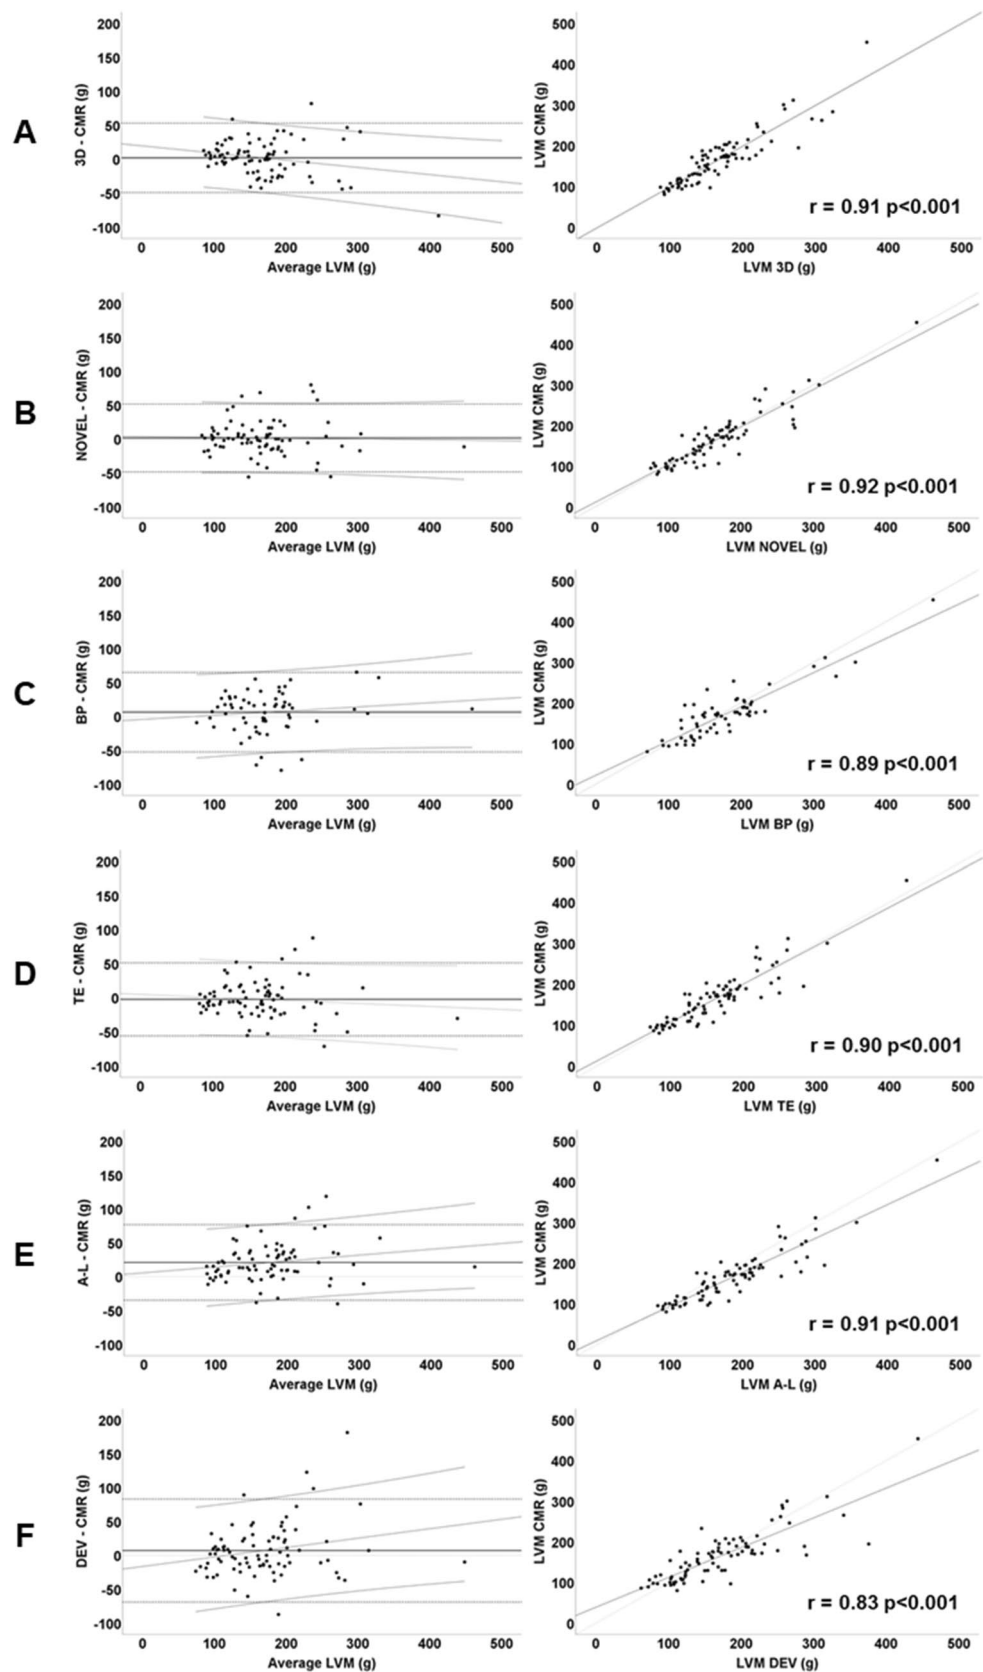 A
3D - CMR (g)
200
150
100
50
0
-50
-100
0 100 200 300 400 500
Average LVM (g)
LVM CMR (g)
500
400
300
200
100
0
r = 0.91 p<0.001
0 100 200 300 400 500
LVM 3D (g)
B
NOVEL - CMR (g)
200
150
100
50
0
-50
-100
0 100 200 300 400 500
Average LVM (g)
LVM CMR (g)
500
400
300
200
100
0
r = 0.92 p<0.001
0 100 200 300 400 500
LVM NOVEL (g)
C
BP - CMR (g)
200
150
100
50
0
-50
-100
0 100 200 300 400 500
Average LVM (g)
LVM CMR (g)
500
400
300
200
100
0
r = 0.89 p<0.001
0 100 200 300 400 500
LVM BP (g)
D
TE - CMR (g)
200
150
100
50
0
-50
-100
0 100 200 300 400 500
Average LVM (g)
LVM CMR (g)
500
400
300
200
100
0
r = 0.90 p<0.001
0 100 200 300 400 500
LVM TE (g)
E
A-L - CMR (g)
200
150
100
50
0
-50
-100
0 100 200 300 400 500
Average LVM (g)
LVM CMR (g)
500
400
300
200
100
0
r = 0.91 p<0.001
0 100 200 300 400 500
LVM A-L (g)
F
DEV - CMR (g)
200
150
100
50
0
-50
-100
0 100 200 300 400 500
Average LVM (g)
LVM CMR (g)
500
400
300
200
100
0
r = 0.83 p<0.001
0 100 200 300 400 500
LVM DEV (g)